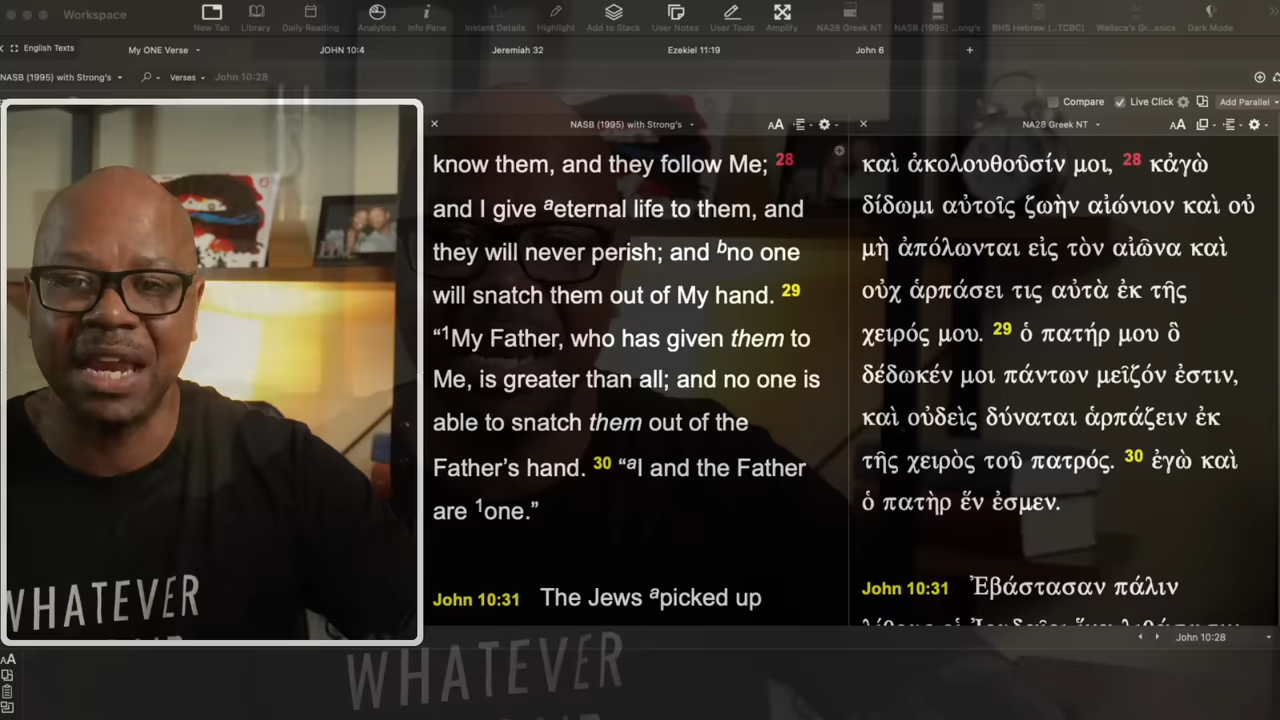 Workspace
New Tab
Library
Daily Reading
Analytics
Info Pane
Instant Details
Highlight
Add to Slack
User Notes
User Tools
Amplify
NA28 Greek NT
NASB (1995) ...ong's
BHS Hebrew (...TCBC)
Wallace's Gr...asics
Dark Mode
English Texts
My ONE Verse
JOHN 10:4
Jeremiah 32
Ezekiel 11:19
John 6
NASB (1995) with Strong's
Verses
John 10:28
Compare
Live Click
Add Parallel
NASB (1995) with Strong's
know them, and they follow Me; 28
and I give aeternal life to them, and
they will never perish; and bno one
will snatch them out of My hand. 29
“1My Father, who has given them to
Me, is greater than all; and no one is
able to snatch them out of the
Father’s hand. 30 “aI and the Father
are 1one.”
John 10:31 The Jews apicked up
NA28 Greek NT
καὶ ἀκολουθοῦσίν μοι, 28 κἀγὼ
δίδωμι αὐτοῖς ζωὴν αἰώνιον καὶ οὐ
μὴ ἀπόλωνται εἰς τὸν αἰῶνα καὶ
οὐχ ἁρπάσει τις αὐτὰ ἐκ τῆς
χειρός μου. 29 ὁ πατήρ μου ὃ
δέδωκέν μοι πάντων μεῖζόν ἐστιν,
καὶ οὐδεὶς δύναται ἁρπάζειν ἐκ
τῆς χειρὸς τοῦ πατρός. 30 ἐγὼ καὶ
ὁ πατὴρ ἕν ἐσμεν.
John 10:31 Ἐβάστασαν πάλιν
John 10:28
WHATEVER
WHATEVER